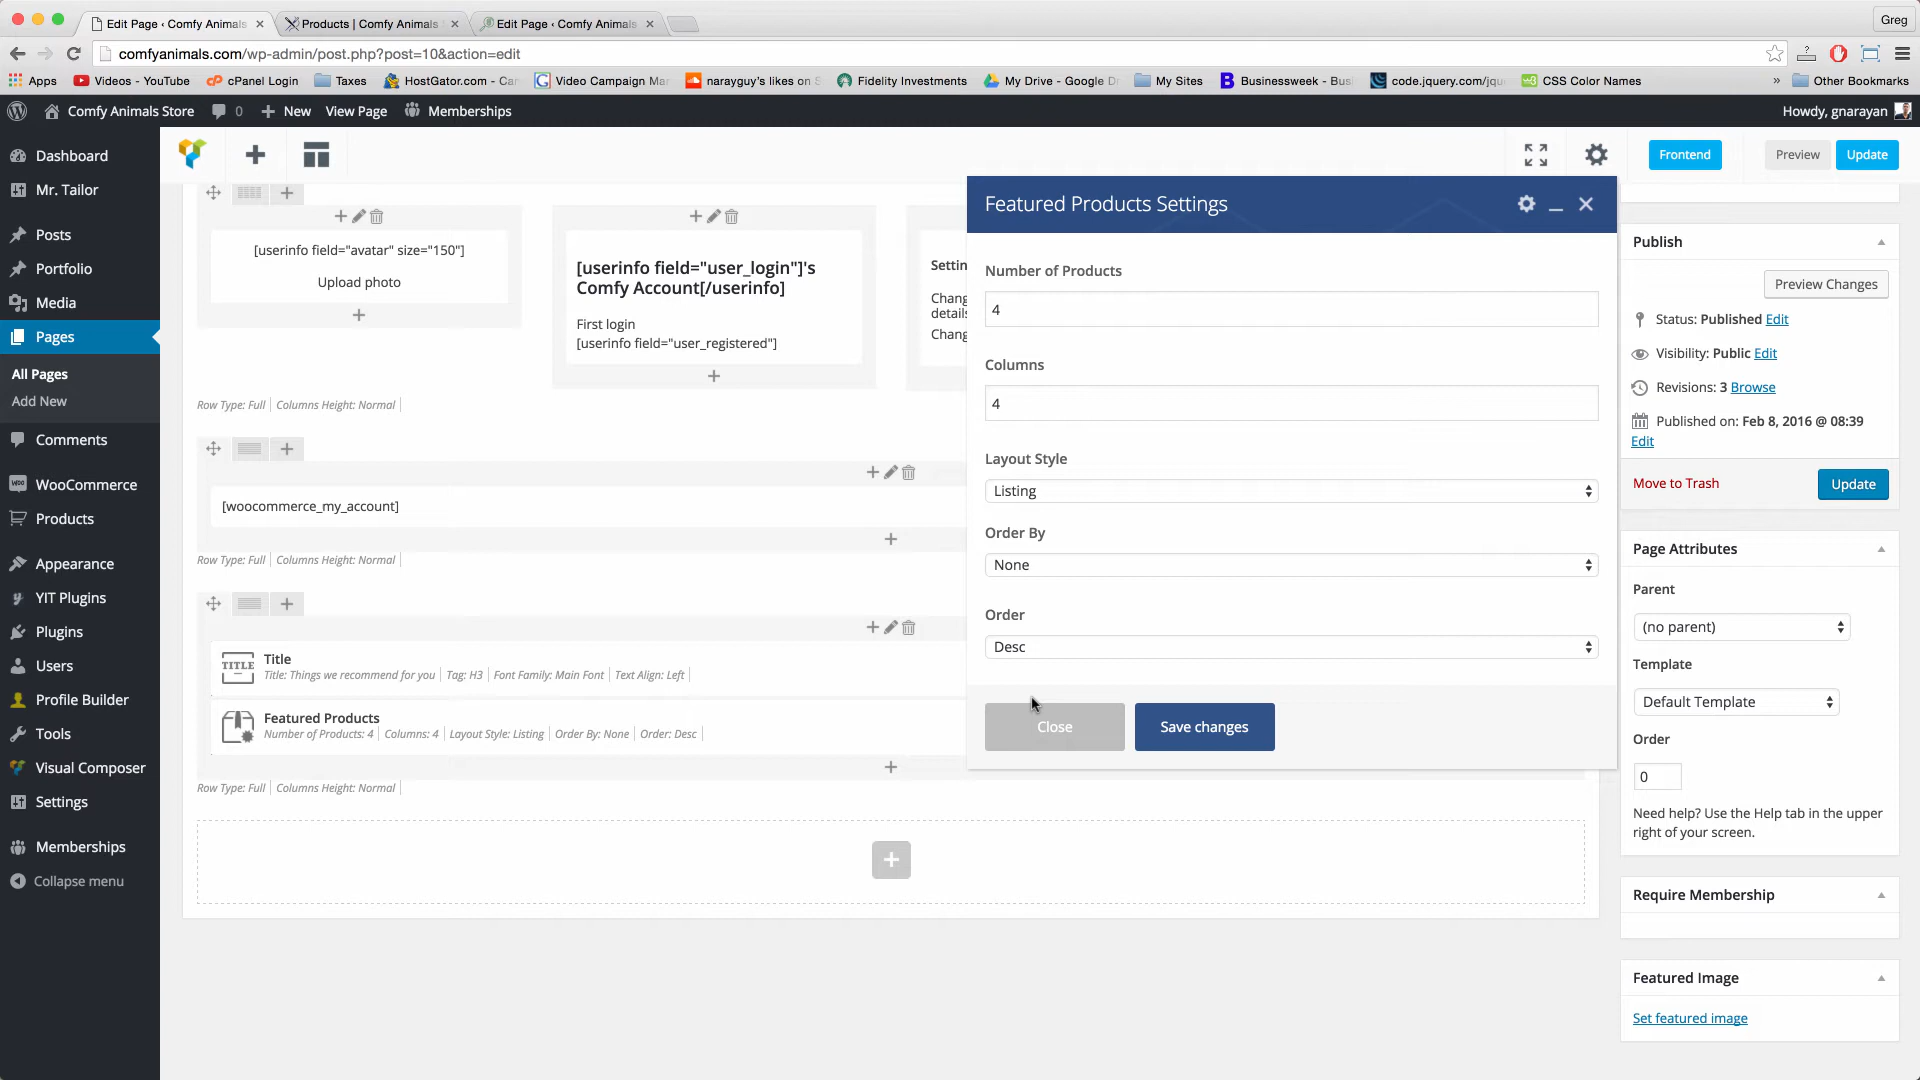 Edit Page ‹ Comfy Animals
Products | Comfy Animals
Edit Page ‹ Comfy Animals
Greg
comfyanimals.com/wp-admin/post.php?post=10&action=edit
Apps
Videos - YouTube
cPanel Login
Taxes
HostGator.com - Ca
Video Campaign Ma
narayguy's likes on S
Fidelity Investments
My Drive - Google D
My Sites
Businessweek - Bus
code.jquery.com/jqu
CSS Color Names
»
Other Bookmarks
Comfy Animals Store
0
New
View Page
Memberships
Howdy, gnarayan
Dashboard
Mr. Tailor
Posts
Portfolio
Media
Pages
All Pages
Add New
Comments
WooCommerce
Products
Appearance
YIT Plugins
Plugins
Users
Profile Builder
Tools
Visual Composer
Settings
Memberships
Collapse menu
Frontend
Preview
Update
[userinfo field="avatar" size="150"]
Upload photo
[userinfo field="user_login"]'s
Comfy Account[/userinfo]
First login
[userinfo field="user_registered"]
Settin
Chang
details
Chang
Row Type: Full
Columns Height: Normal
[woocommerce_my_account]
Row Type: Full
Columns Height: Normal
TITLE
Title
Title: Things we recommend for you
Tag: H3
Font Family: Main Font
Text Align: Left
Featured Products
Number of Products: 4
Columns: 4
Layout Style: Listing
Order By: None
Order: Desc
Row Type: Full
Columns Height: Normal
Featured Products Settings
Number of Products
4
Columns
4
Layout Style
Listing
Order By
None
Order
Desc
Close
Save changes
Publish
Preview Changes
Status: Published Edit
Visibility: Public Edit
Revisions: 3 Browse
Published on: Feb 8, 2016 @ 08:39
Edit
Move to Trash
Update
Page Attributes
Parent
(no parent)
Template
Default Template
Order
0
Need help? Use the Help tab in the upper
right of your screen.
Require Membership
Featured Image
Set featured image